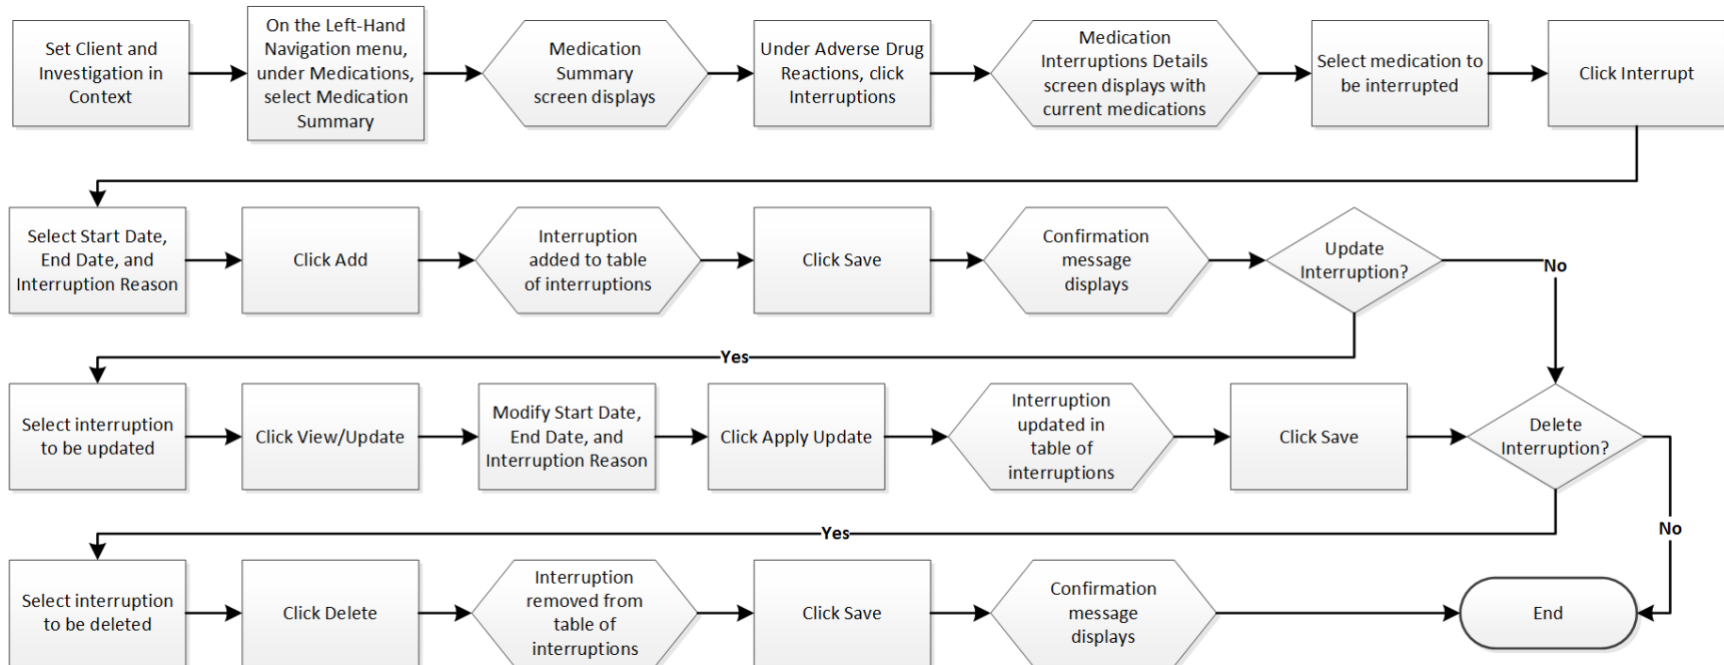 Set Client and
Investigation in
Context
On the Left-Hand
Navigation menu,
under Medications,
select Medication
Summary
Medication
Summary
screen displays
Under Adverse Drug
Reactions, click
Interruptions
Medication
Interruptions Details
screen displays with
current medications
Select medication to
be interrupted
Click Interrupt
Select Start Date,
End Date, and
Interruption Reason
Click Add
Interruption
added to table
of interruptions
Click Save
Confirmation
message
displays
Update
Interruption?
No
Yes
Select interruption
to be updated
Click View/Update
Modify Start Date,
End Date, and
Interruption Reason
Click Apply Update
Interruption
updated in
table of
interruptions
Click Save
Delete
Interruption?
No
Yes
Select interruption
to be deleted
Click Delete
Interruption
removed from
table of
interruptions
Click Save
Confirmation
message
displays
End